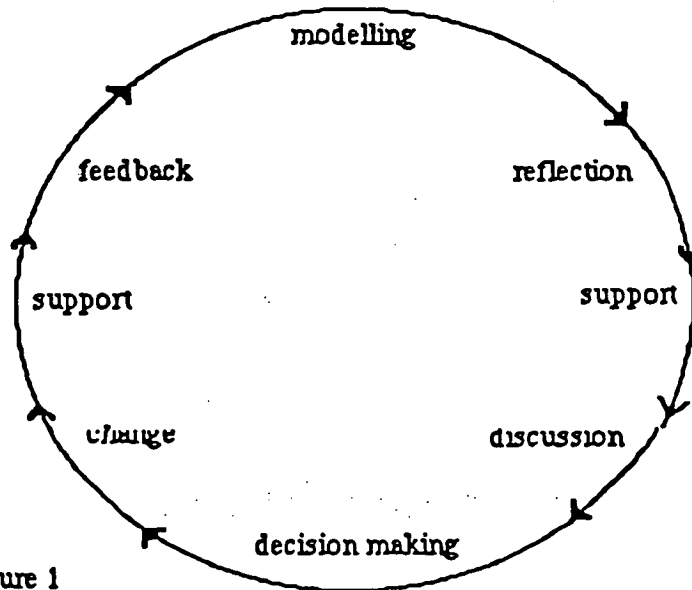 modelling
feedback
reflection
support
support
change
discussion
decision making
ure 1